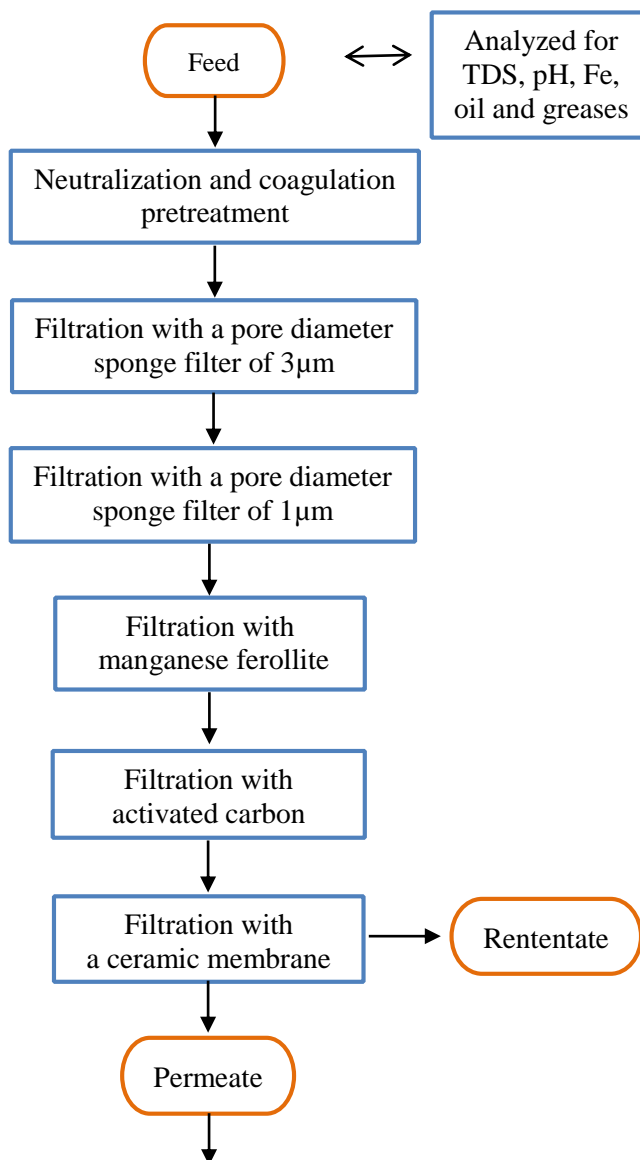 Feed
Analyzed for
TDS, pH, Fe,
oil and greases
Neutralization and coagulation
pretreatment
Filtration with a pore diameter
sponge filter of 3µm
Filtration with a pore diameter
sponge filter of 1µm
Filtration with
manganese ferollite
Filtration with
activated carbon
Filtration with
a ceramic membrane
Rententate
Permeate